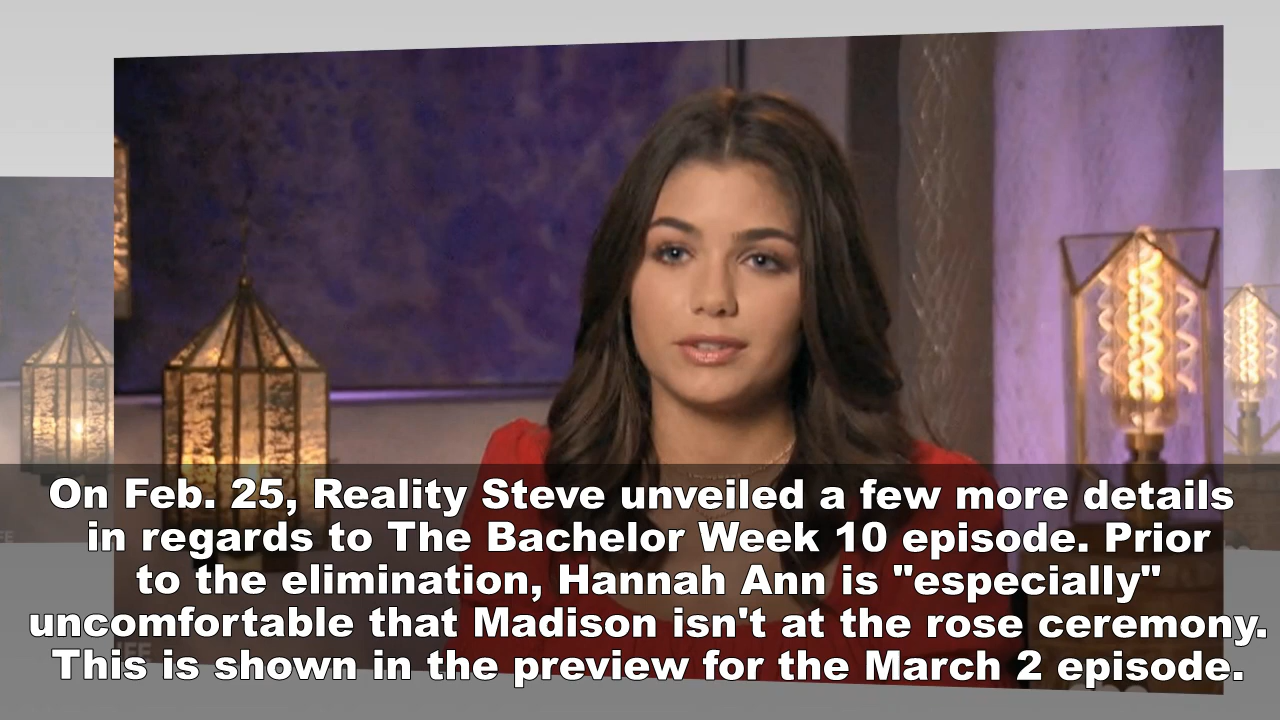 On Feb. 25, Reality Steve unveiled a few more details
in regards to The Bachelor Week 10 episode. Prior
to the elimination, Hannah Ann is "especially"
uncomfortable that Madison isn't at the rose ceremony.
This is shown in the preview for the March 2 episode.